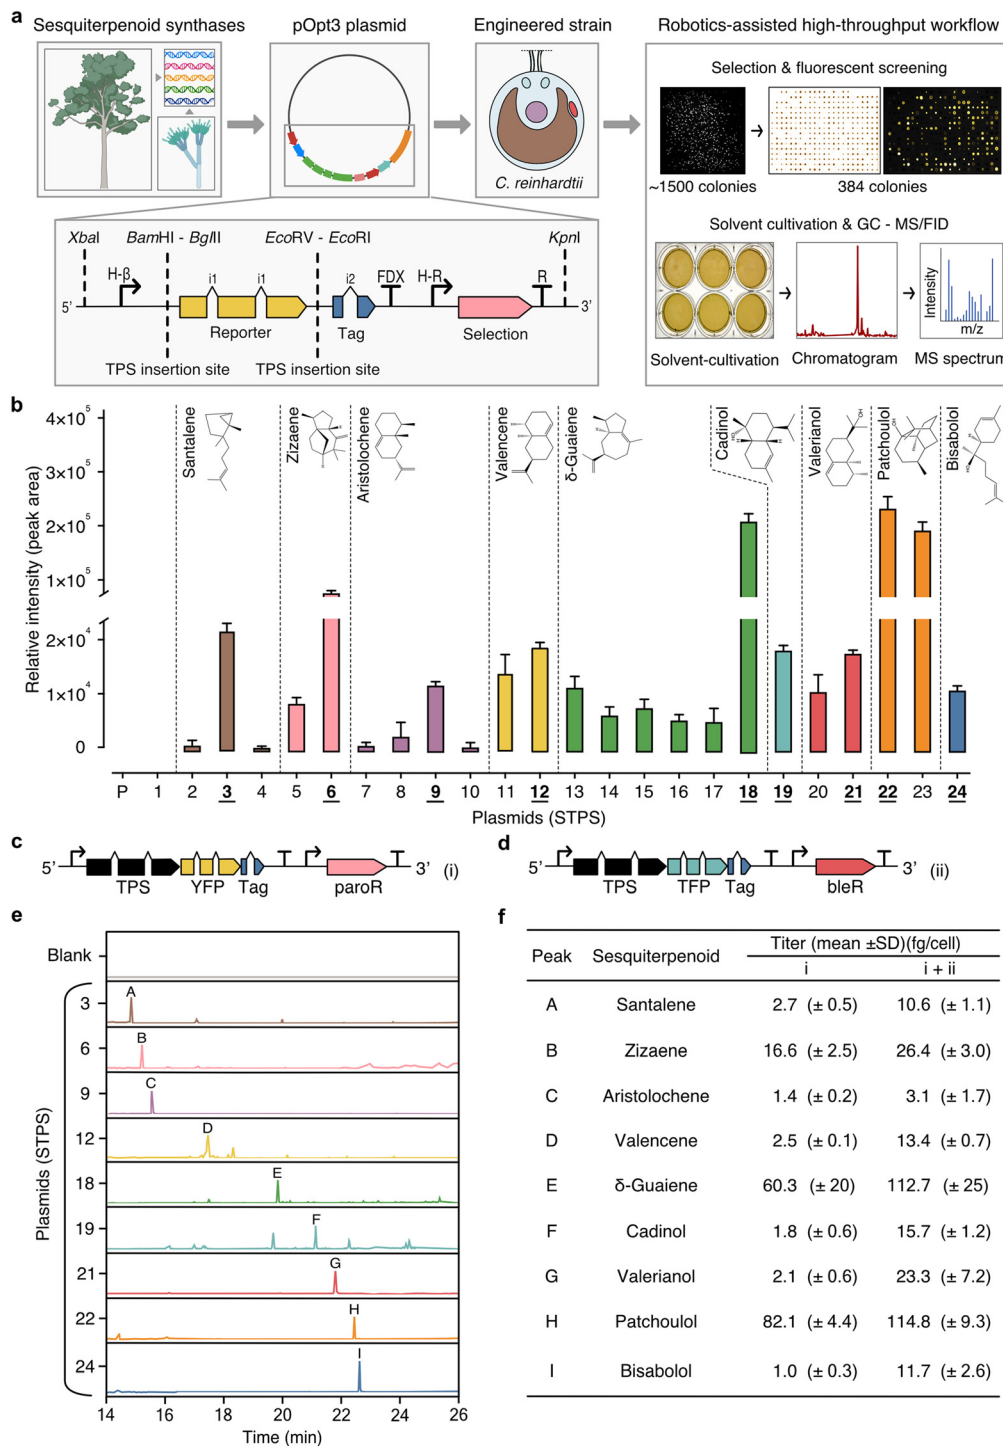 a
Sesquiterpenoid synthases
pOpt3 plasmid
Engineered strain
Robotics-assisted high-throughput workflow
Selection & fluorescent screening
C. reinhardtii
~1500 colonies
384 colonies
Solvent cultivation & GC - MS/FID
Intensity
m/z
Solvent-cultivation
Chromatogram
MS spectrum
XbaI
BamHI - BglII
EcoRV - EcoRI
KpnI
H-β
i1
i1
i2
FDX
H-R
R
5'
3'
Reporter
Tag
Selection
TPS insertion site
TPS insertion site
b
Relative intensity (peak area)
4×10⁵
3×10⁵
2×10⁵
1×10⁵
2×10⁴
1×10⁴
0
Santalene
Zizaene
Aristolochene
Valencene
δ-Guaiene
Cadinol
Valerianol
Patchoulol
Bisabolol
P 1 2 3 4 5 6 7 8 9 10 11 12 13 14 15 16 17 18 19 20 21 22 23 24
Plasmids (STPS)
c
5' 3' (i)
TPS YFP Tag paroR
d
5' 3' (ii)
TPS TFP Tag bleR
e
Plasmids (STPS)
Blank
3 A
6 B
9 C
12 D
18 E
19 F
21 G
22 H
24 I
14 16 18 20 22 24 26
Time (min)
f
Peak Sesquiterpenoid Titer (mean ±SD)(fg/cell)
i i + ii
A Santalene 2.7 (± 0.5) 10.6 (± 1.1)
B Zizaene 16.6 (± 2.5) 26.4 (± 3.0)
C Aristolochene 1.4 (± 0.2) 3.1 (± 1.7)
D Valencene 2.5 (± 0.1) 13.4 (± 0.7)
E δ-Guaiene 60.3 (± 20) 112.7 (± 25)
F Cadinol 1.8 (± 0.6) 15.7 (± 1.2)
G Valerianol 2.1 (± 0.6) 23.3 (± 7.2)
H Patchoulol 82.1 (± 4.4) 114.8 (± 9.3)
I Bisabolol 1.0 (± 0.3) 11.7 (± 2.6)